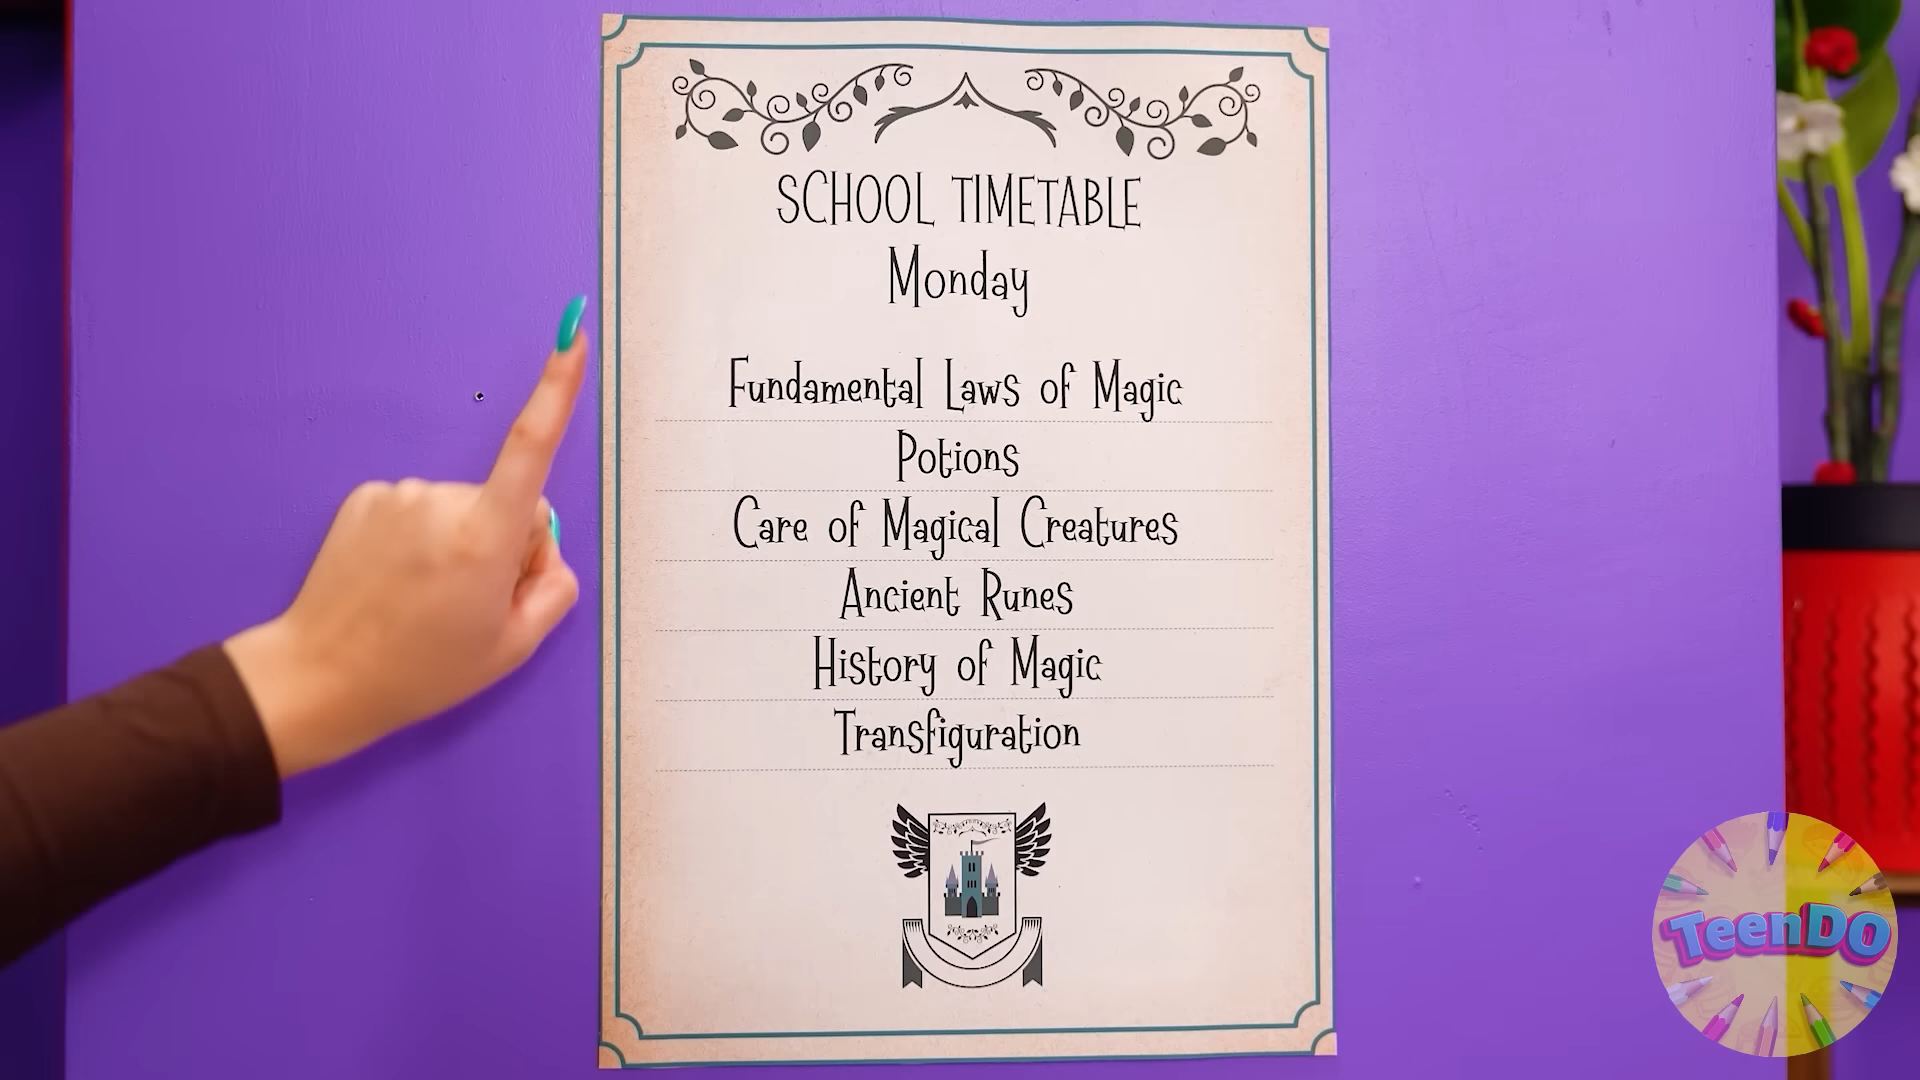 SCHOOL TIMETABLE
Monday
Fundamental Laws of Magic
Potions
Care of Magical Creatures
Ancient Runes
History of Magic
Transfiguration
TeenDO